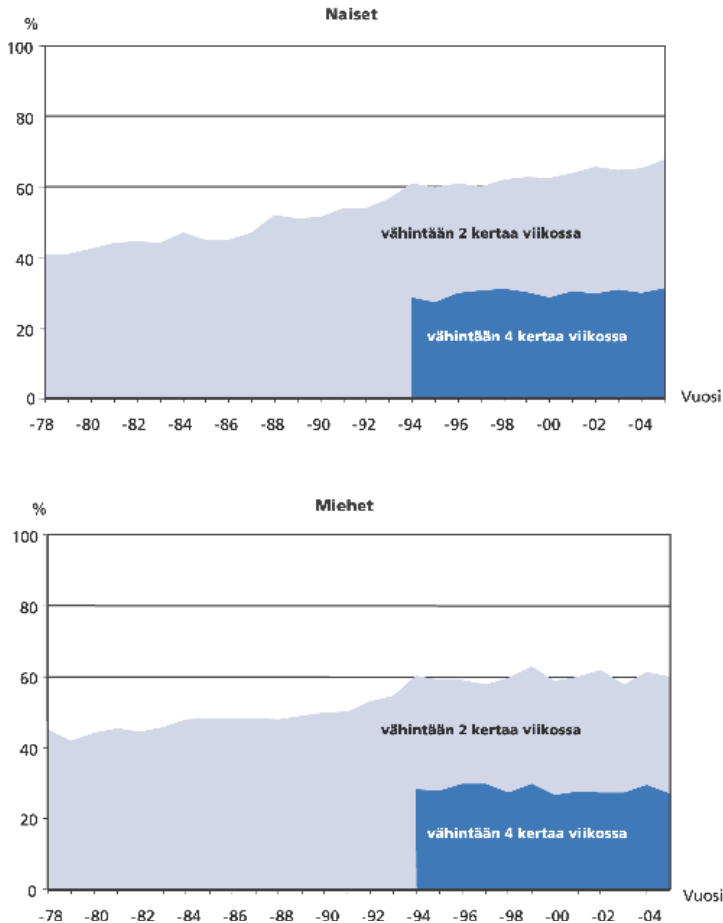 Naiset
%
100
80
60
40
20
0
vähintään 2 kertaa viikossa
vähintään 4 kertaa viikossa
-78 -80 -82 -84 -86 -88 -90 -92 -94 -96 -98 -00 -02 -04
Vuosi
Miehet
%
100
80
60
40
20
0
vähintään 2 kertaa viikossa
vähintään 4 kertaa viikossa
-78 -80 -82 -84 -86 -88 -90 -92 -94 -96 -98 -00 -02 -04
Vuosi